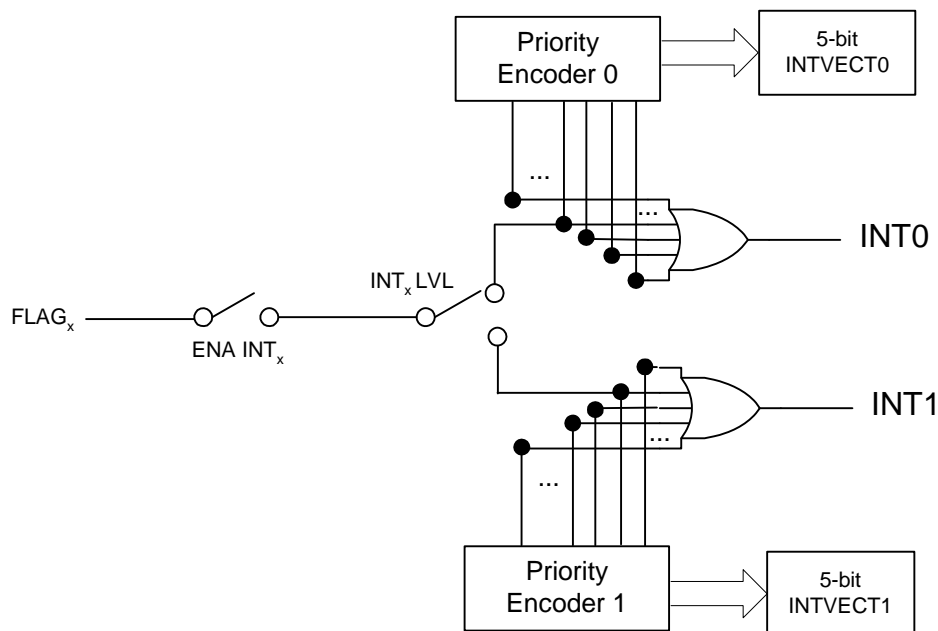 Priority
Encoder 0
5-bit
INTVECT0
...
...
INT0
INTₓ LVL
FLAGₓ
ENA INTₓ
INT1
...
...
Priority
Encoder 1
5-bit
INTVECT1